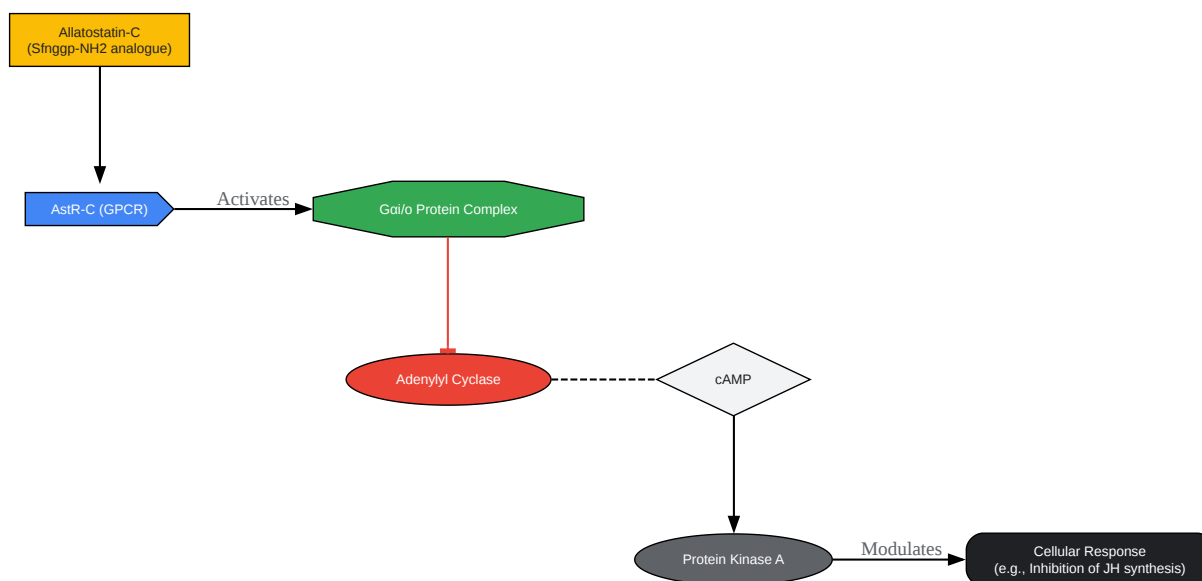 Allatostatin-C
(Sfnggp-NH2 analogue)
AstR-C (GPCR)
Activates
Gαi/o Protein Complex
Adenylyl Cyclase
cAMP
Protein Kinase A
Modulates
Cellular Response
(e.g., Inhibition of JH synthesis)